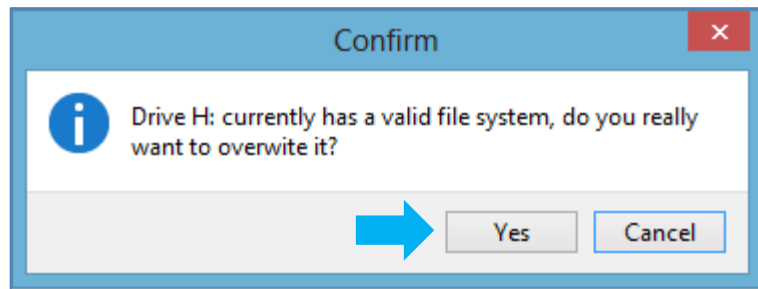 Confirm
Drive H: currently has a valid file system, do you really
want to overwite it?
Yes
Cancel